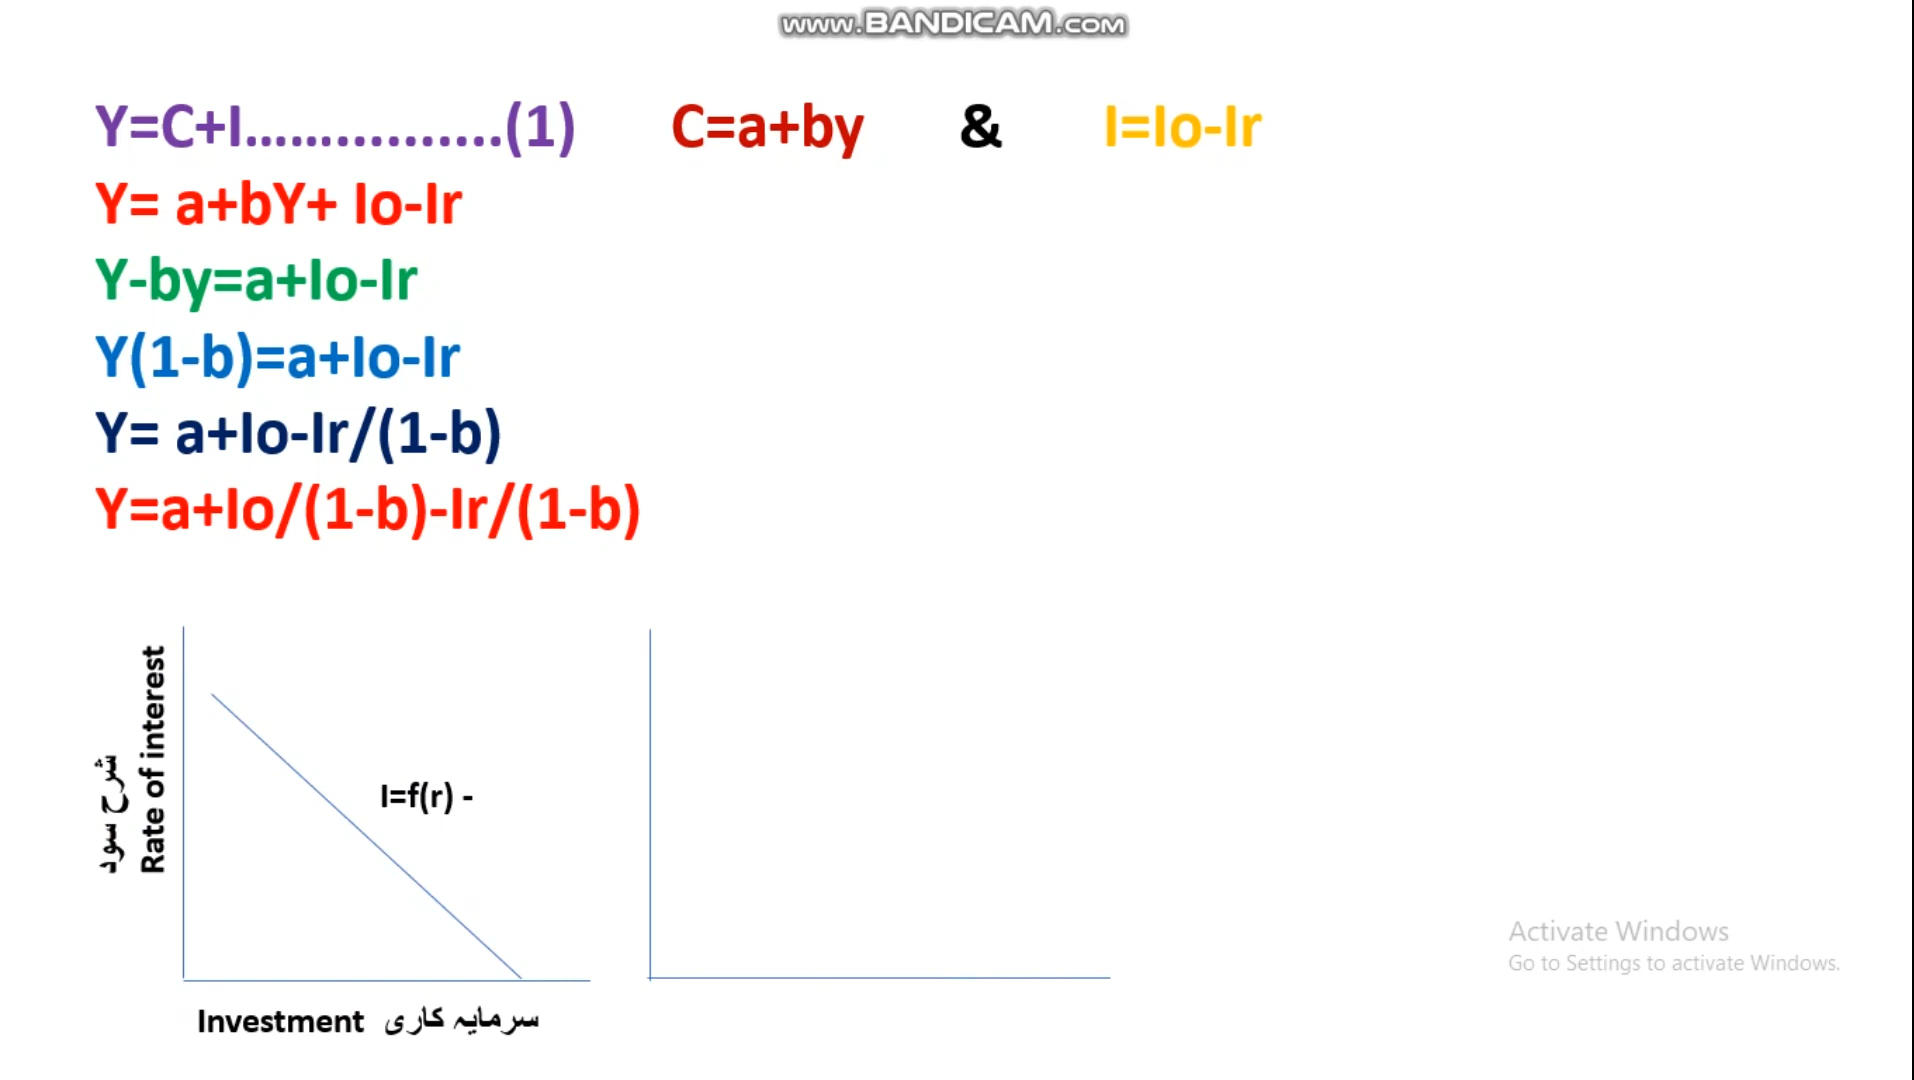 www.BANDICAM.com
Y=C+I...............(1) C=a+by & I=Io-Ir
Y= a+bY+ Io-Ir
Y-by=a+Io-Ir
Y(1-b)=a+Io-Ir
Y= a+Io-Ir/(1-b)
Y=a+Io/(1-b)-Ir/(1-b)
شرح سود
Rate of interest
I=f(r) -
Investment سرمایہ کاری
Activate Windows
Go to Settings to activate Windows.